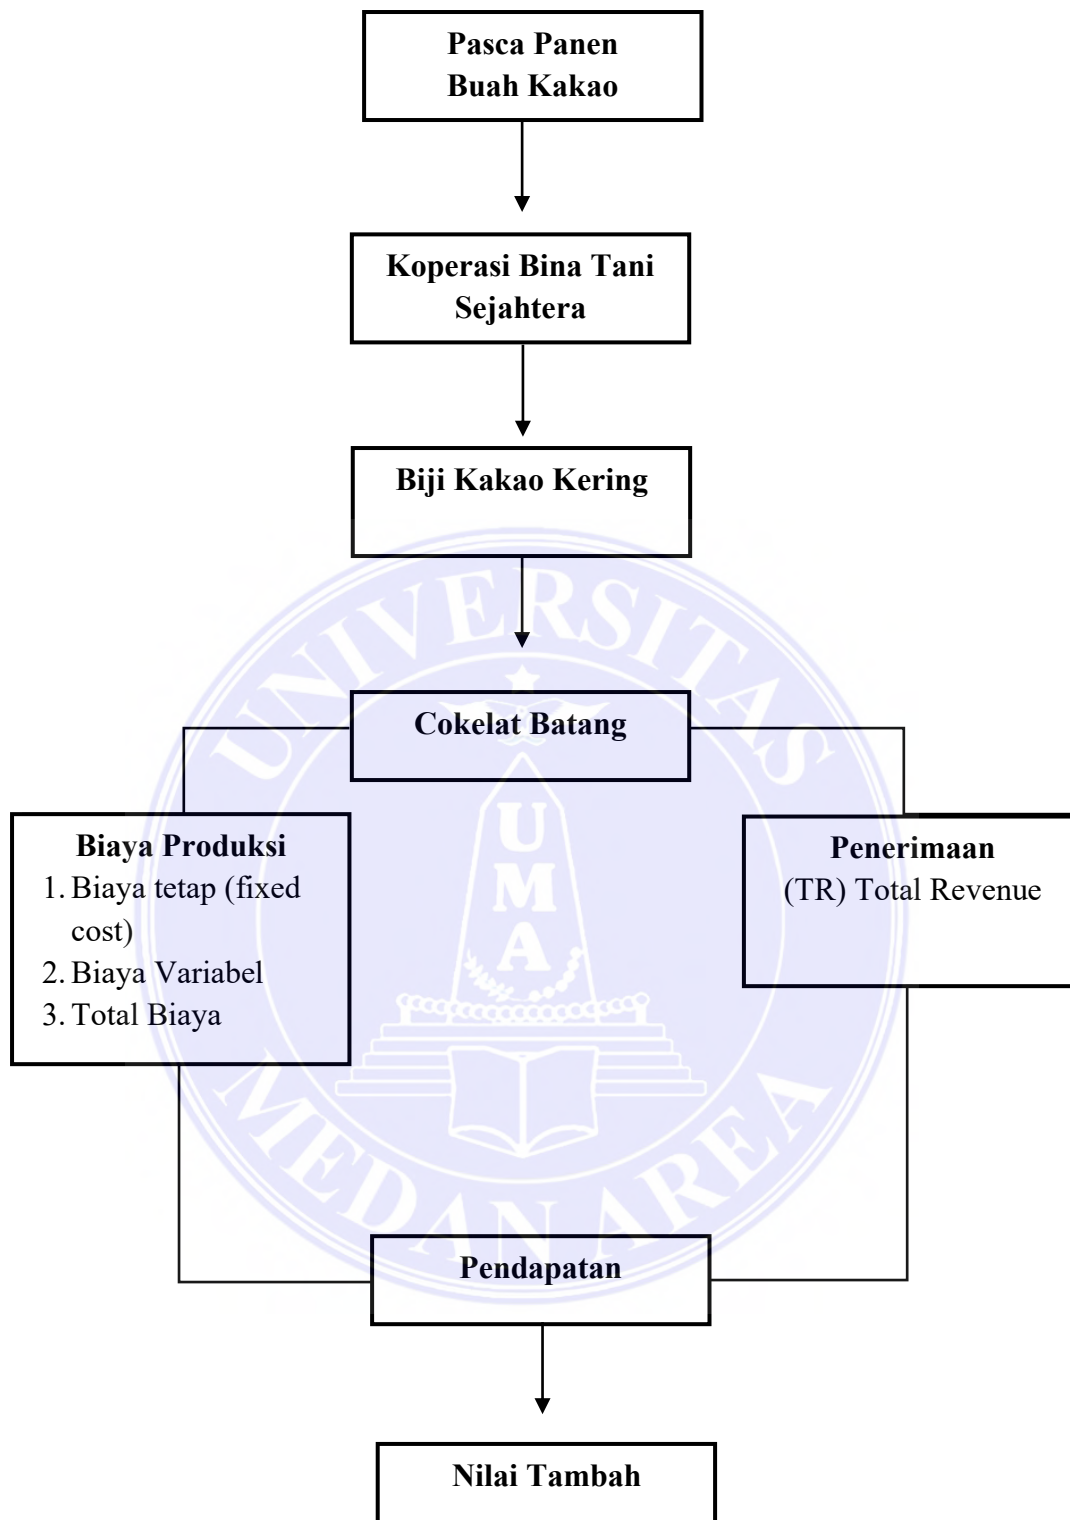 Pasca Panen
Buah Kakao
Koperasi Bina Tani
Sejahtera
Biji Kakao Kering
UNIVERSITAS
Cokelat Batang
UMA
Biaya Produksi
1. Biaya tetap (fixed
cost)
2. Biaya Variabel
3. Total Biaya
Penerimaan
(TR) Total Revenue
MEDAN AREA
Pendapatan
Nilai Tambah